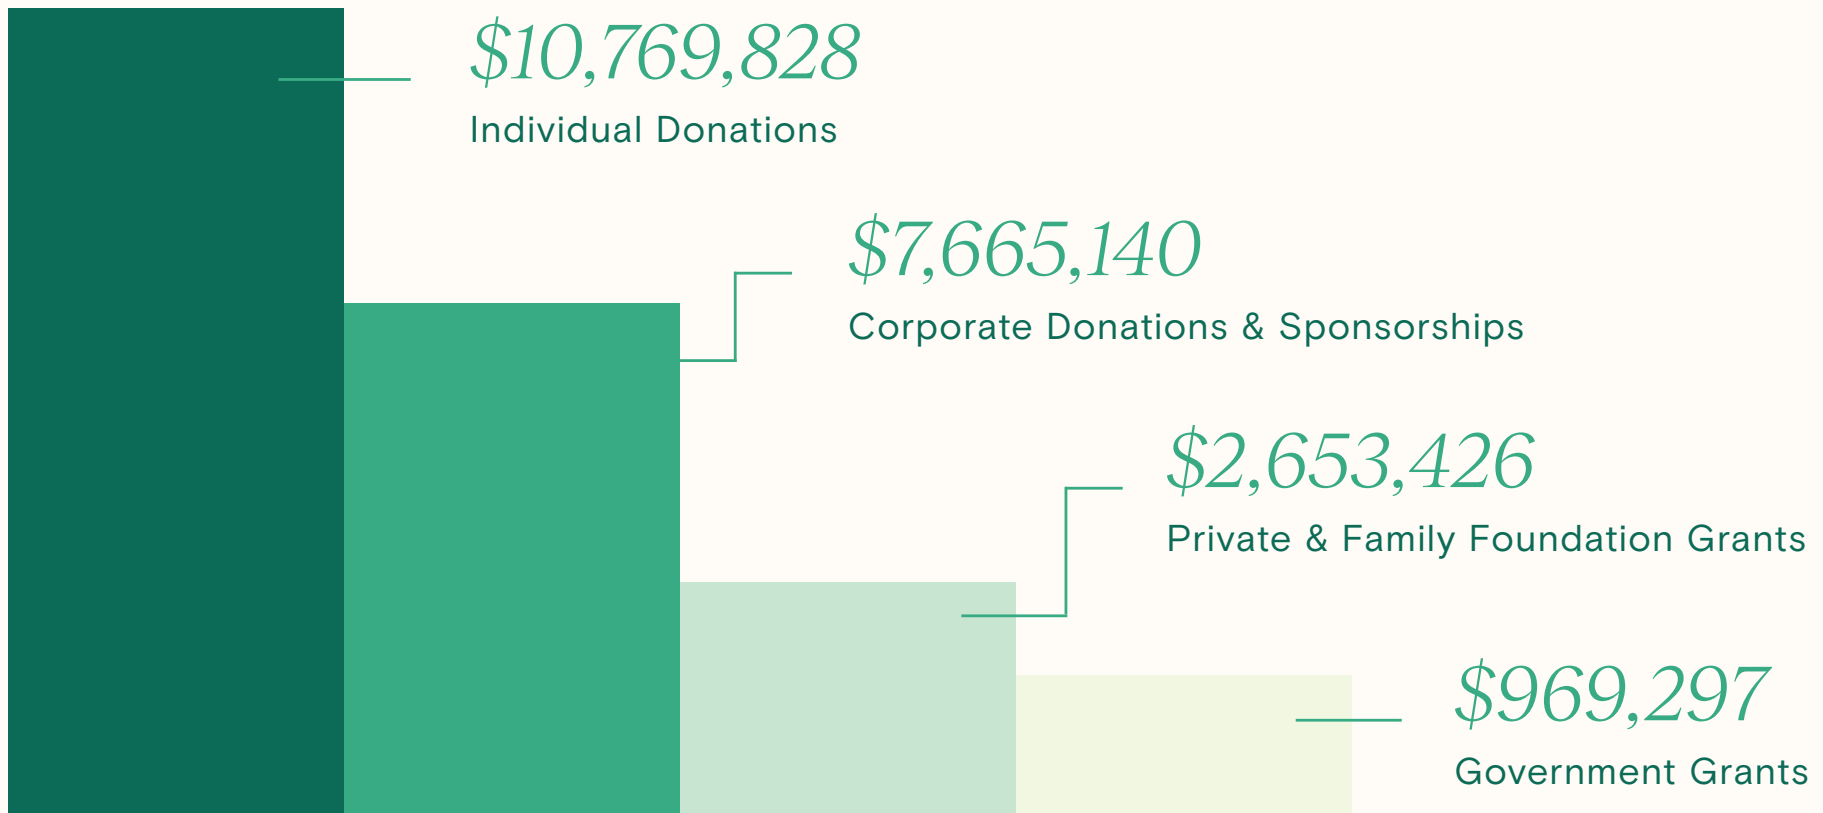 $10,769,828
Individual Donations
$7,665,140
Corporate Donations & Sponsorships
$2,653,426
Private & Family Foundation Grants
$969,297
Government Grants